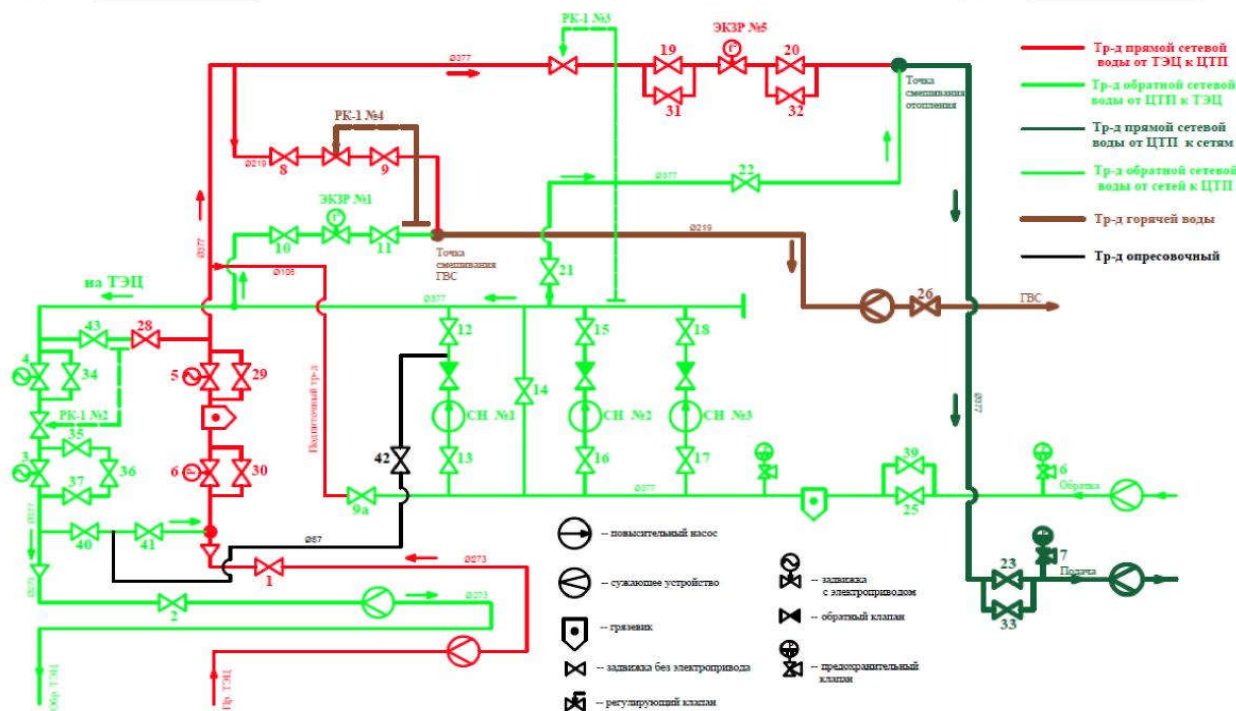 РК-1 №3
ЭКЗР №5
Ø377
19
20
31
32
Точка
смешивания
отопления
Тр-д прямой сетевой
воды от ТЭЦ к ЦТП
Тр-д обратной сетевой
воды от ЦТП к ТЭЦ
Тр-д прямой сетевой
воды от ЦТП к сетям
Тр-д обратной сетевой
воды от сетей к ЦТП
Тр-д горячей воды
Тр-д опресовочный
РК-1 №4
Ø219
8
9
Ø377
22
ЭКЗР №1
10
11
Ø377
Ø219
Точка
смешивания
ГВС
21
26
ГВС
на ТЭЦ
Ø108
Ø377
43
28
12
15
18
4
34
5
29
14
РК-1 №2
СН №1
СН №2
СН №3
Ø377
35
3
36
37
6
30
Подпиточный тр-д
42
13
16
17
39
6
Обратка
9а
Ø377
25
Ø377
40
41
Ø57
Ø273
1
Ø273
23
7
Подача
33
2
Ø273
Обр. ТЭЦ
Пр. ТЭЦ
-- повысительный насос
-- сужающее устройство
-- грязевик
-- задвижка без электропривода
-- регулирующий клапан
-- задвижка
с электроприводом
-- обратный клапан
-- предохранительный
клапан